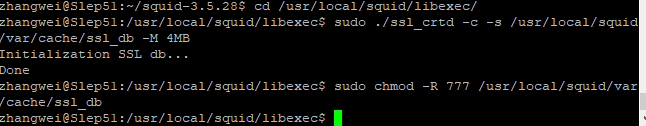 zhangwei@Slep51:~/squid-3.5.28$ cd /usr/local/squid/libexec/
zhangwei@Slep51:/usr/local/squid/libexec$ sudo ./ssl_crtd -c -s /usr/local/squid
/var/cache/ssl_db -M 4MB
Initialization SSL db...
Done
zhangwei@Slep51:/usr/local/squid/libexec$ sudo chmod -R 777 /usr/local/squid/var
/cache/ssl_db
zhangwei@Slep51:/usr/local/squid/libexec$